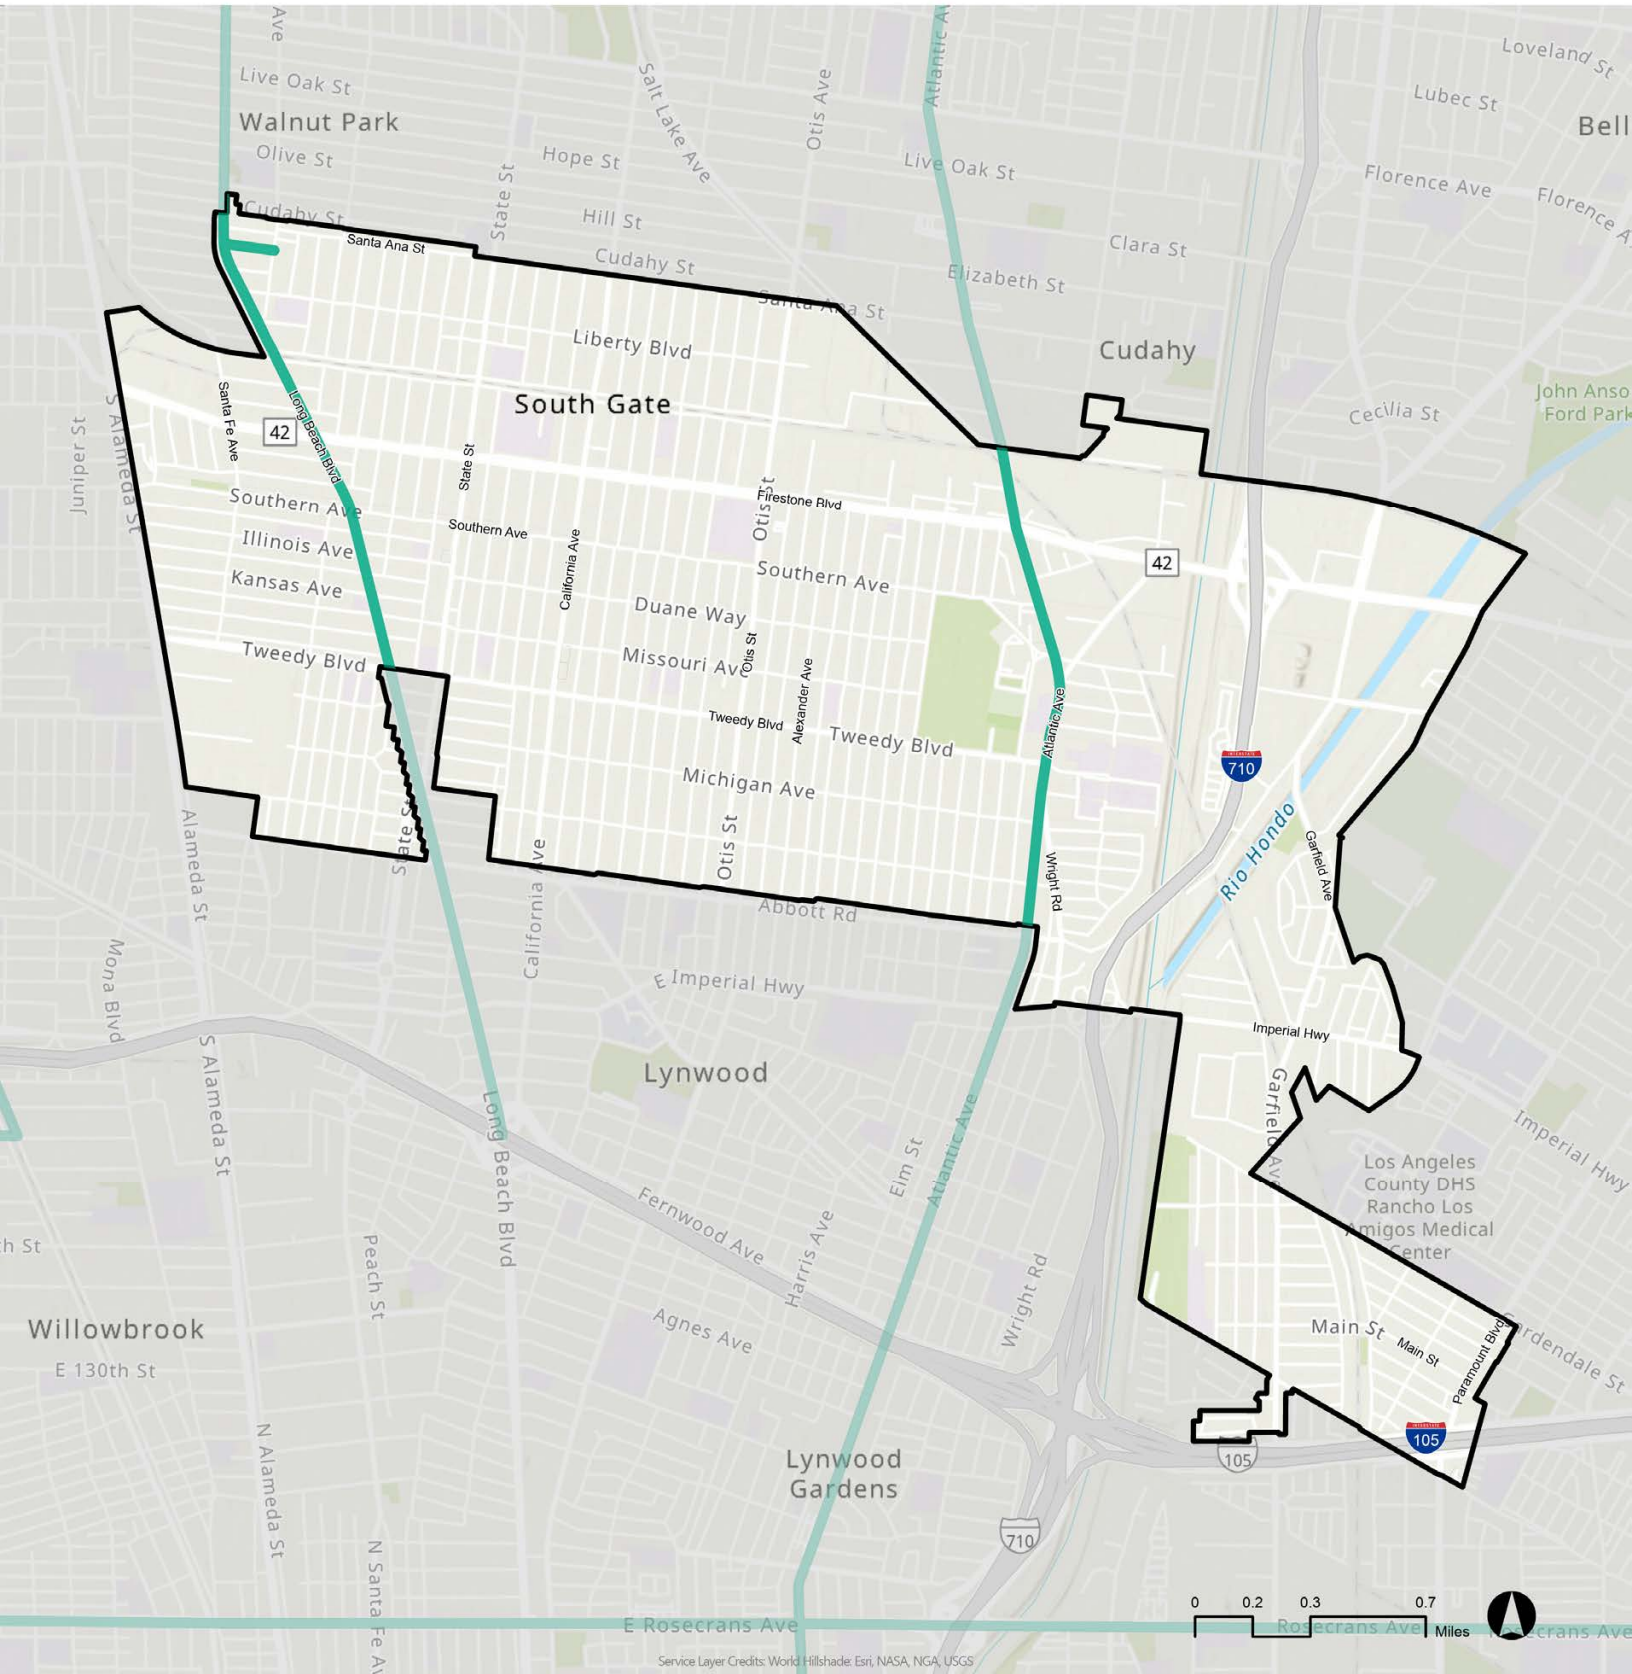 Ave
Atlantic Av
Loveland St
Live Oak St
Salt Lake Ave
Otis Ave
Lubec St
Walnut Park
Bell
Olive St
Hope St
Live Oak St
Florence Ave
Florence A
State St
Cudahy St
Hill St
Santa Ana St
Clara St
Cudahy St
Elizabeth St
Santa Ana St
Liberty Blvd
Cudahy
John Anso
Ford Park
South Gate
Cecilia St
Santa Fe Ave
Long Beach Blvd
42
Juniper St
S Alameda St
State St
Southern Ave
Firestone Blvd
Otis St
Southern Ave
Illinois Ave
California Ave
42
Southern Ave
Kansas Ave
Duane Way
Tweedy Blvd
Missouri Ave
Otis St
Alexander Ave
Tweedy Blvd
Tweedy Blvd
Atlantic Ave
INTERSTATE
710
Michigan Ave
State St
Alameda St
Otis St
California Ave
Rio Hondo
Garfield Ave
Wright Rd
Abbott Rd
Mona Blvd
E Imperial Hwy
Imperial Hwy
S Alameda St
Lynwood
Garfield Ave
Long Beach Blvd
Imperial Hwy
Elm St
Atlantic Ave
Los Angeles
County DHS
Rancho Los
Amigos Medical
Center
Fernwood Ave
Harris Ave
th St
Peach St
Wright Rd
Willowbrook
Agnes Ave
Main St
Main St
Paramount Blvd
Gardendale St
E 130th St
INTERSTATE
105
105
N Alameda St
Lynwood
Gardens
710
N Santa Fe Av
0 0.2 0.3 0.7
Miles
E Rosecrans Ave
Rosecrans Ave
Rosecrans Ave
Service Layer Credits: World Hillshade: Esri, NASA, NGA, USGS